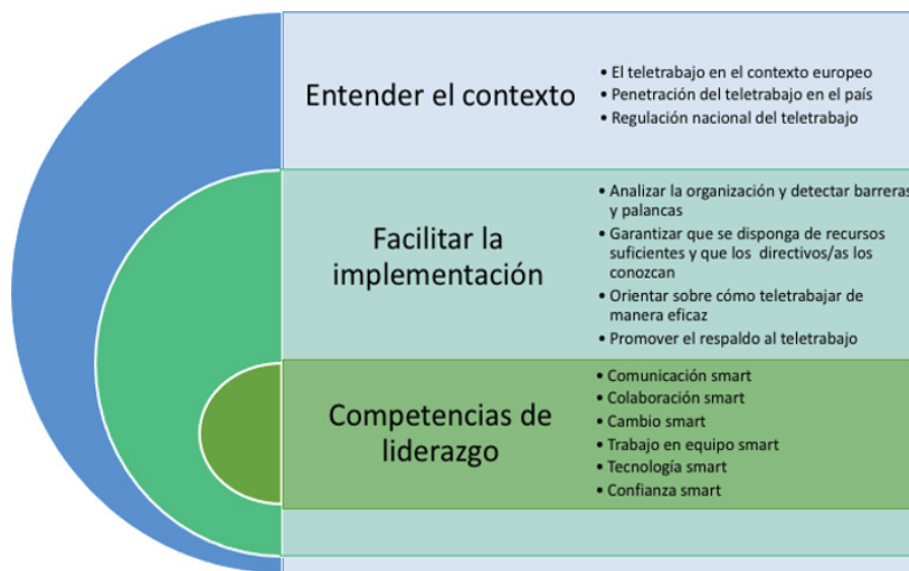 Entender el contexto
• El teletrabajo en el contexto europeo
• Penetración del teletrabajo en el país
• Regulación nacional del teletrabajo
Facilitar la
implementación
• Analizar la organización y detectar barreras
y palancas
• Garantizar que se disponga de recursos
suficientes y que los directivos/as los
conozcan
• Orientar sobre cómo teletrabajar de
manera eficaz
• Promover el respaldo al teletrabajo
Competencias de
liderazgo
• Comunicación smart
• Colaboración smart
• Cambio smart
• Trabajo en equipo smart
• Tecnología smart
• Confianza smart